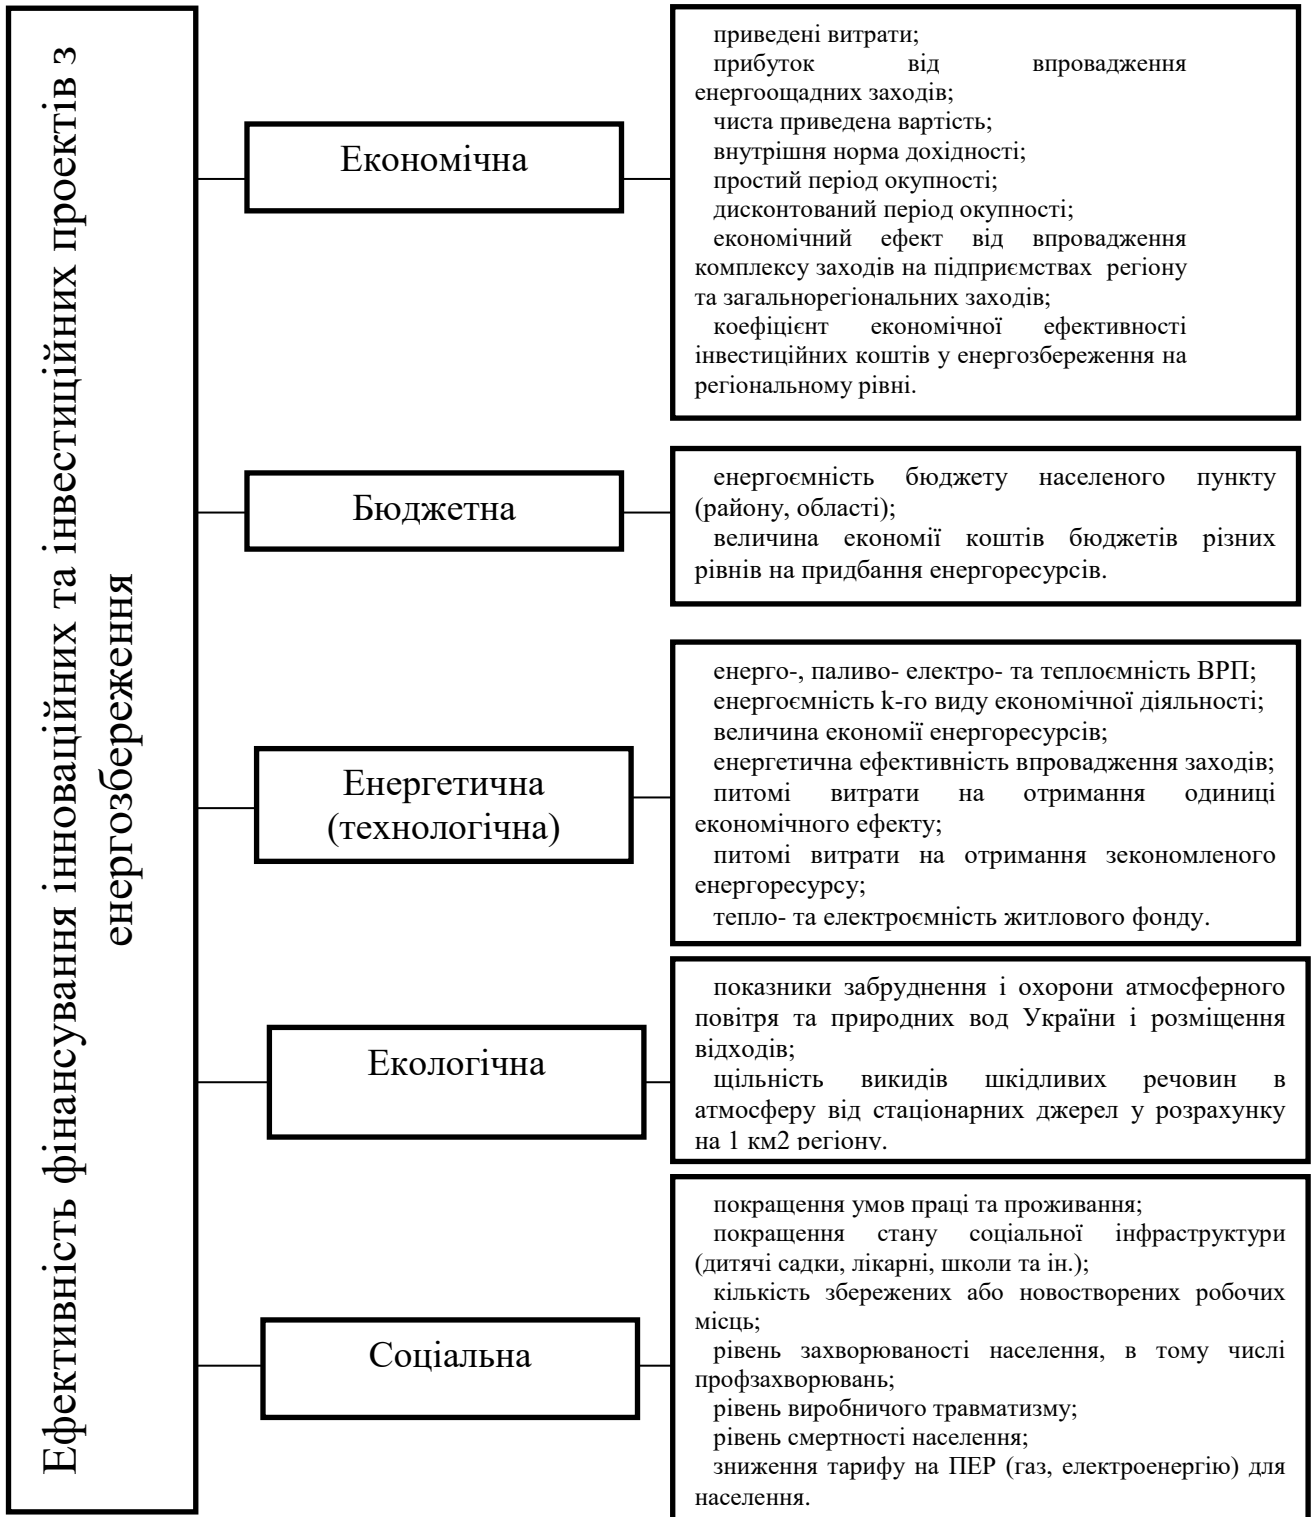 Ефективність фінансування інноваційних та інвестиційних проектів з
енергозбереження
Економічна
приведені витрати;
прибуток від впровадження
енергоощадних заходів;
чиста приведена вартість;
внутрішня норма дохідності;
простий період окупності;
дисконтований період окупності;
економічний ефект від впровадження
комплексу заходів на підприємствах регіону
та загальнорегіональних заходів;
коефіцієнт економічної ефективності
інвестиційних коштів у енергозбереження на
регіональному рівні.
Бюджетна
енергоємність бюджету населеного пункту
(району, області);
величина економії коштів бюджетів різних
рівнів на придбання енергоресурсів.
Енергетична
(технологічна)
енерго-, паливо- електро- та теплоємність ВРП;
енергоємність k-го виду економічної діяльності;
величина економії енергоресурсів;
енергетична ефективність впровадження заходів;
питомі витрати на отримання одиниці
економічного ефекту;
питомі витрати на отримання зекономленого
енергоресурсу;
тепло- та електроємність житлового фонду.
Екологічна
показники забруднення і охорони атмосферного
повітря та природних вод України і розміщення
відходів;
щільність викидів шкідливих речовин в
атмосферу від стаціонарних джерел у розрахунку
на 1 км2 регіону.
Соціальна
покращення умов праці та проживання;
покращення стану соціальної інфраструктури
(дитячі садки, лікарні, школи та ін.);
кількість збережених або новостворених робочих
місць;
рівень захворюваності населення, в тому числі
профзахворювань;
рівень виробничого травматизму;
рівень смертності населення;
зниження тарифу на ПЕР (газ, електроенергію) для
населення.